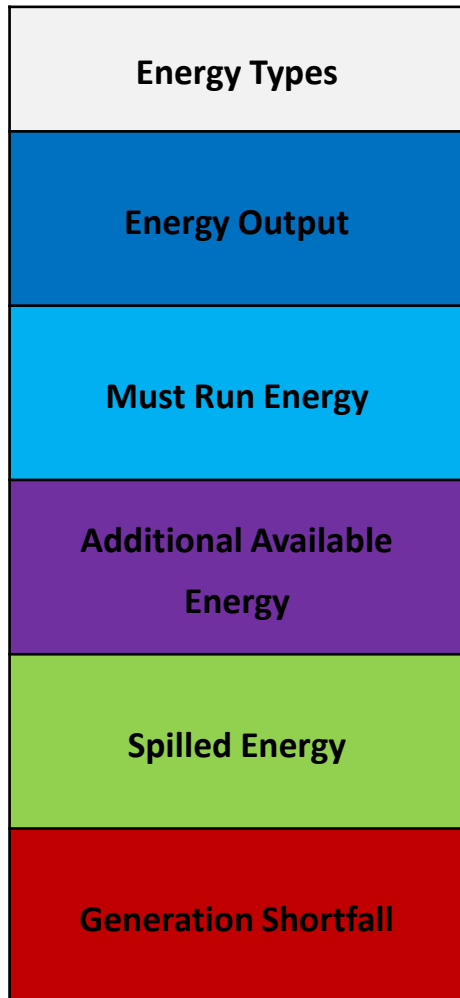 Energy Types
Energy Output
Must Run Energy
Additional Available
Energy
Spilled Energy
Generation Shortfall